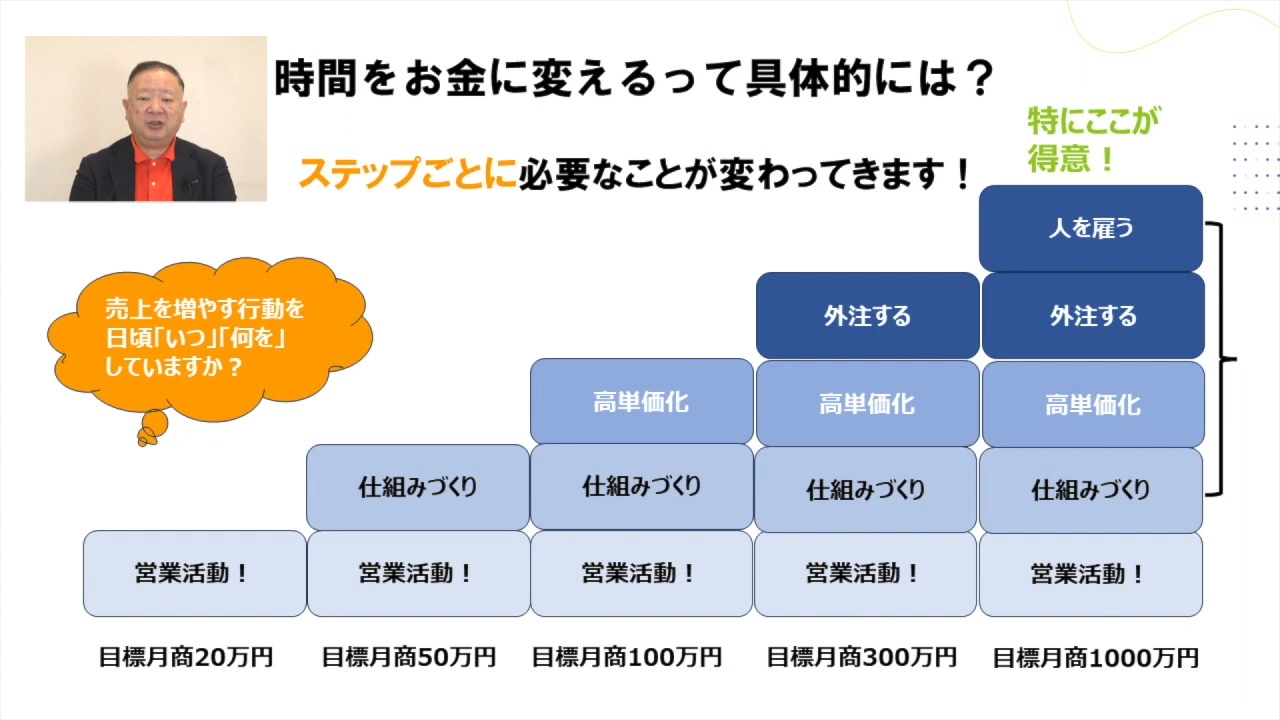 時間をお金に変えるって具体的には？
特にここが
得意！
ステップごとに必要なことが変わってきます！
人を雇う
売上を増やす行動を
日頃「いつ」「何を」
していますか？
外注する
外注する
高単価化
高単価化
高単価化
仕組みづくり
仕組みづくり
仕組みづくり
仕組みづくり
営業活動！
営業活動！
営業活動！
営業活動！
営業活動！
目標月商20万円
目標月商50万円
目標月商100万円
目標月商300万円
目標月商1000万円